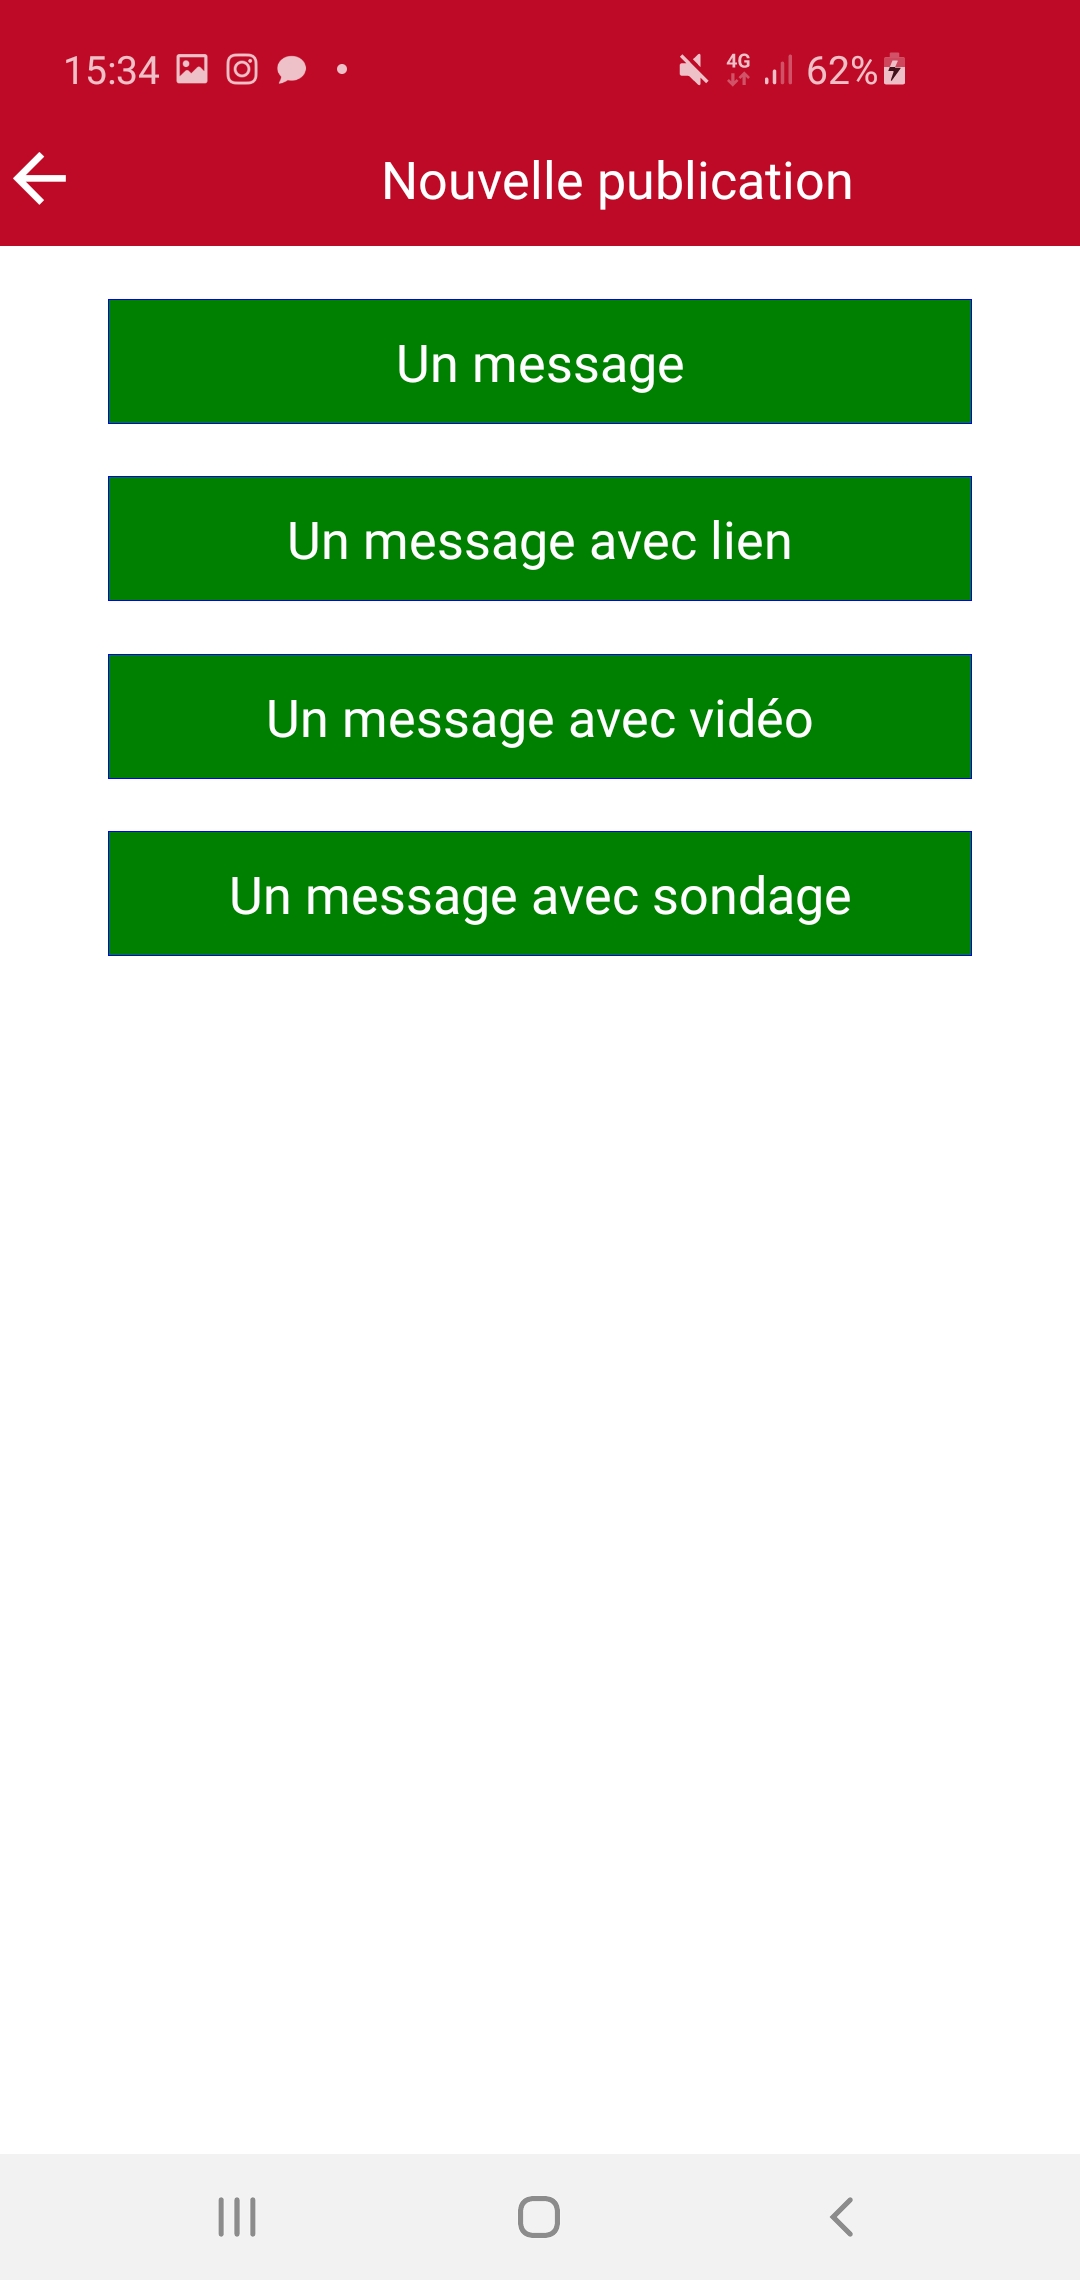 15:34 4G 62%
Nouvelle publication
Un message
Un message avec lien
Un message avec vidéo
Un message avec sondage